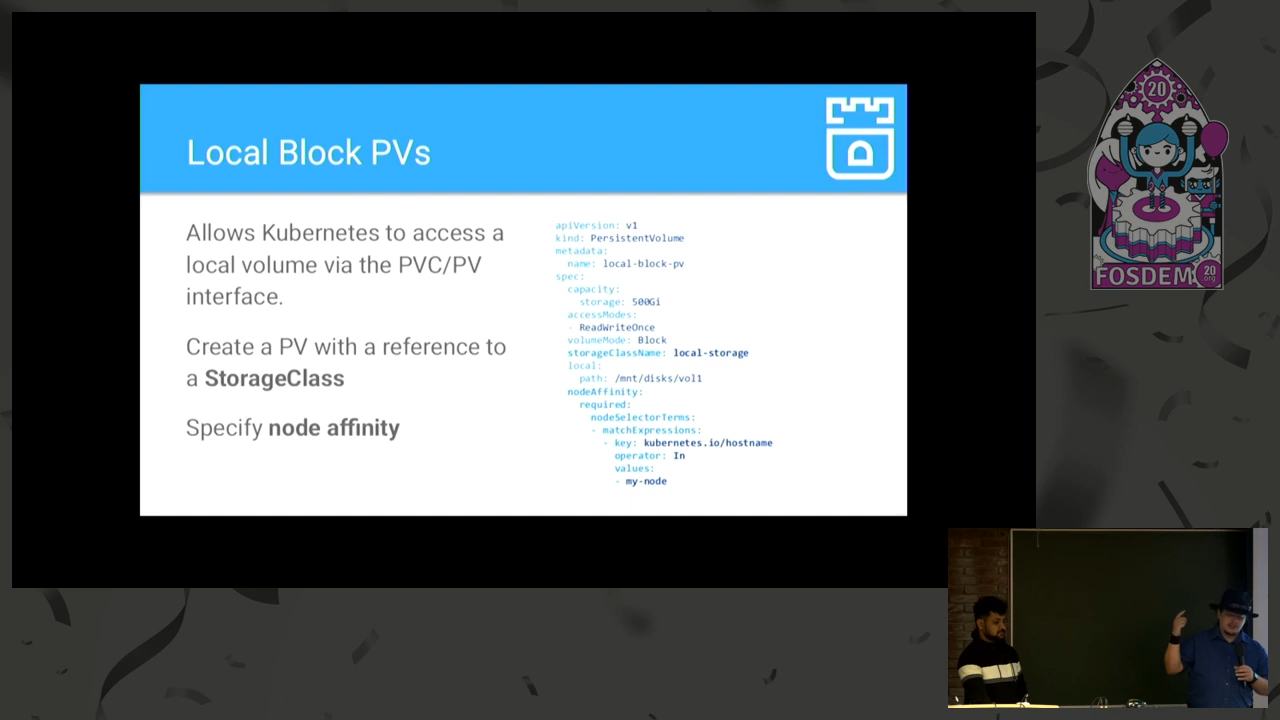 Local Block PVs
Allows Kubernetes to access a
local volume via the PVC/PV
interface.
Create a PV with a reference to
a StorageClass
Specify node affinity
apiVersion: v1
kind: PersistentVolume
metadata:
  name: local-block-pv
spec:
  capacity:
    storage: 500Gi
  accessModes:
  - ReadWriteOnce
  volumeMode: Block
  storageClassName: local-storage
  local:
    path: /mnt/disks/vol1
  nodeAffinity:
    required:
      nodeSelectorTerms:
      - matchExpressions:
        - key: kubernetes.io/hostname
          operator: In
          values:
          - my-node
20
FOSDEM
20
.org